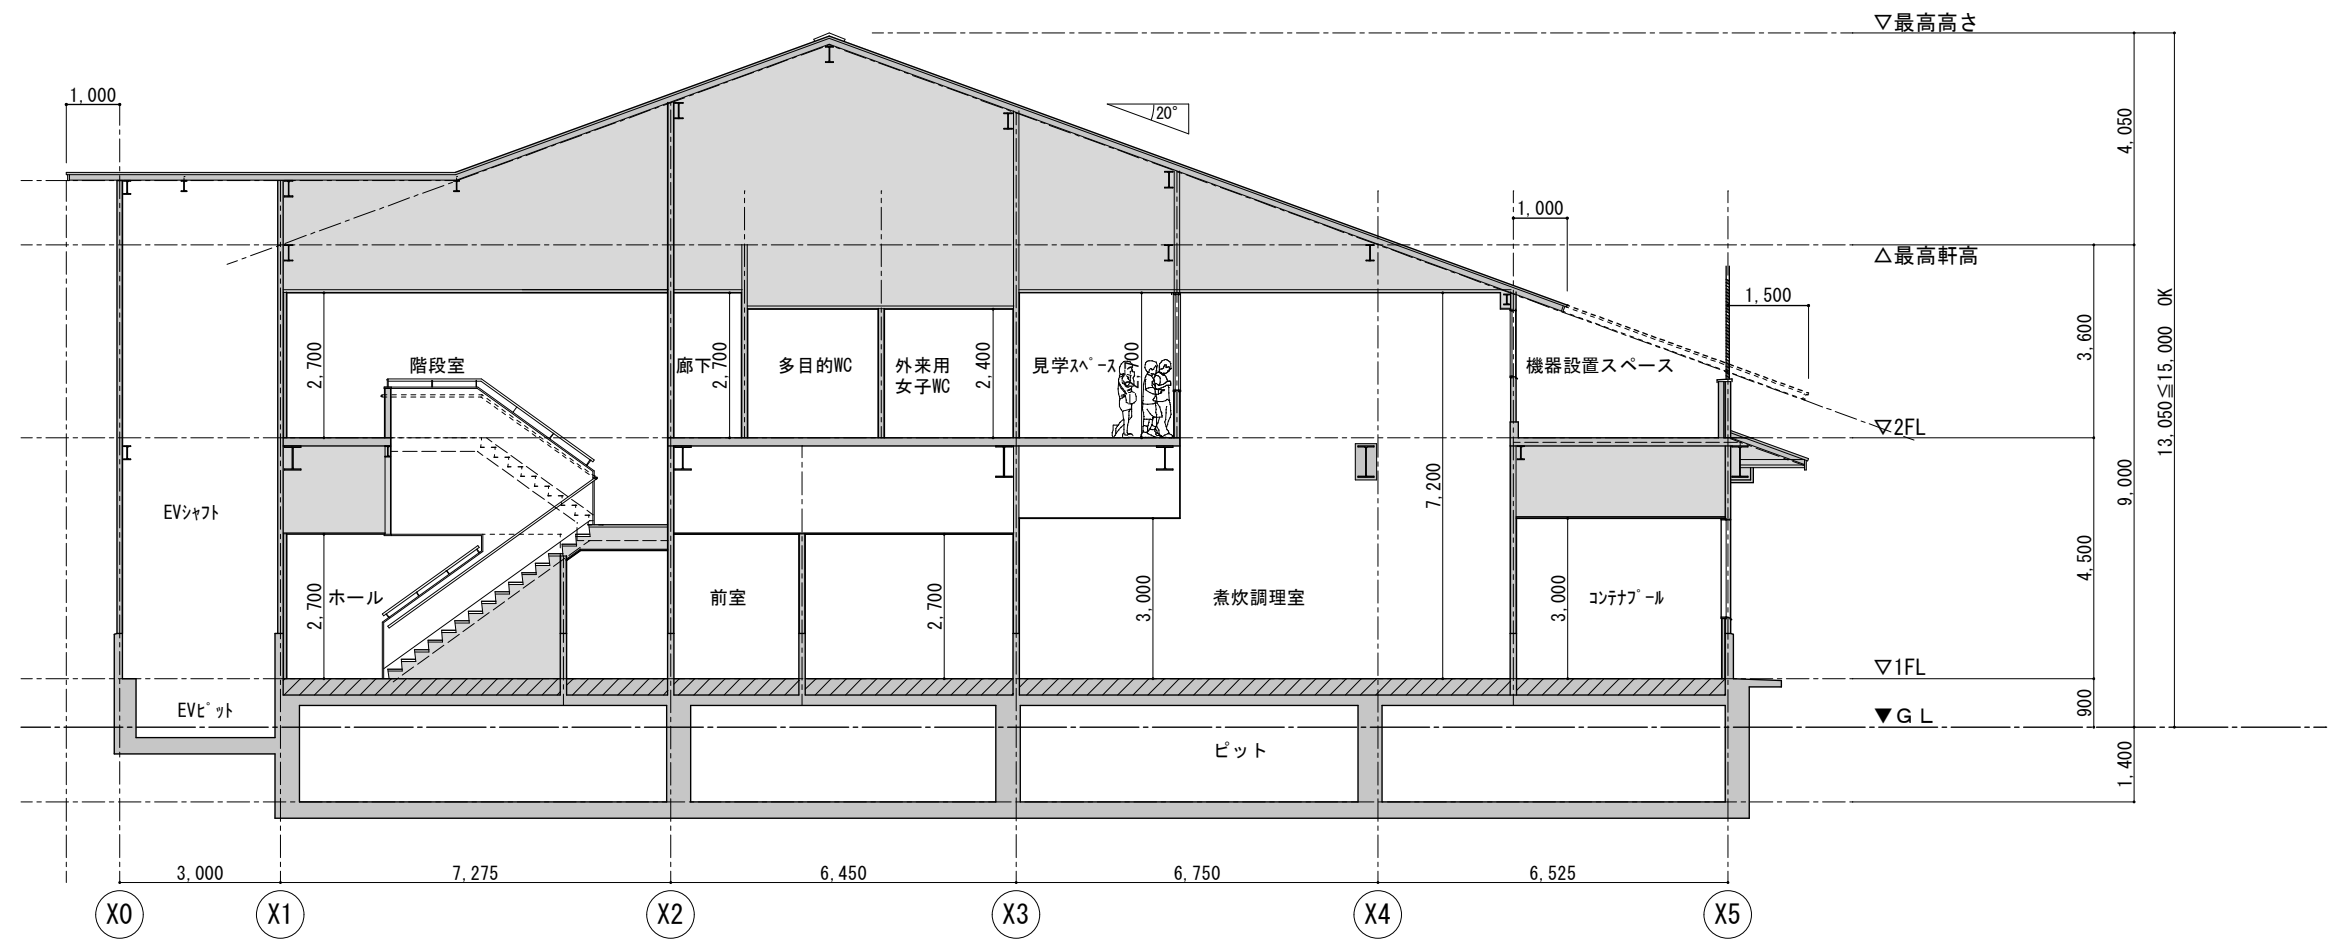 ▽最高高さ
1,000
20°
4,050
1,000
△最高軒高
1,500
13,050≦15,000 OK
3,600
2,700
階段室
廊下
2,700
多目的WC
外来用
女子WC
2,400
見学ｽﾍﾟｰｽ
機器設置スペース
▽2FL
7,200
9,000
EVｼｬﾌﾄ
4,500
2,700
ホール
前室
2,700
3,000
煮炊調理室
3,000
ｺﾝﾃﾅﾌﾟｰﾙ
▽1FL
EVﾋﾟｯﾄ
900
▼ＧＬ
ピット
1,400
3,000
7,275
6,450
6,750
6,525
X0
X1
X2
X3
X4
X5